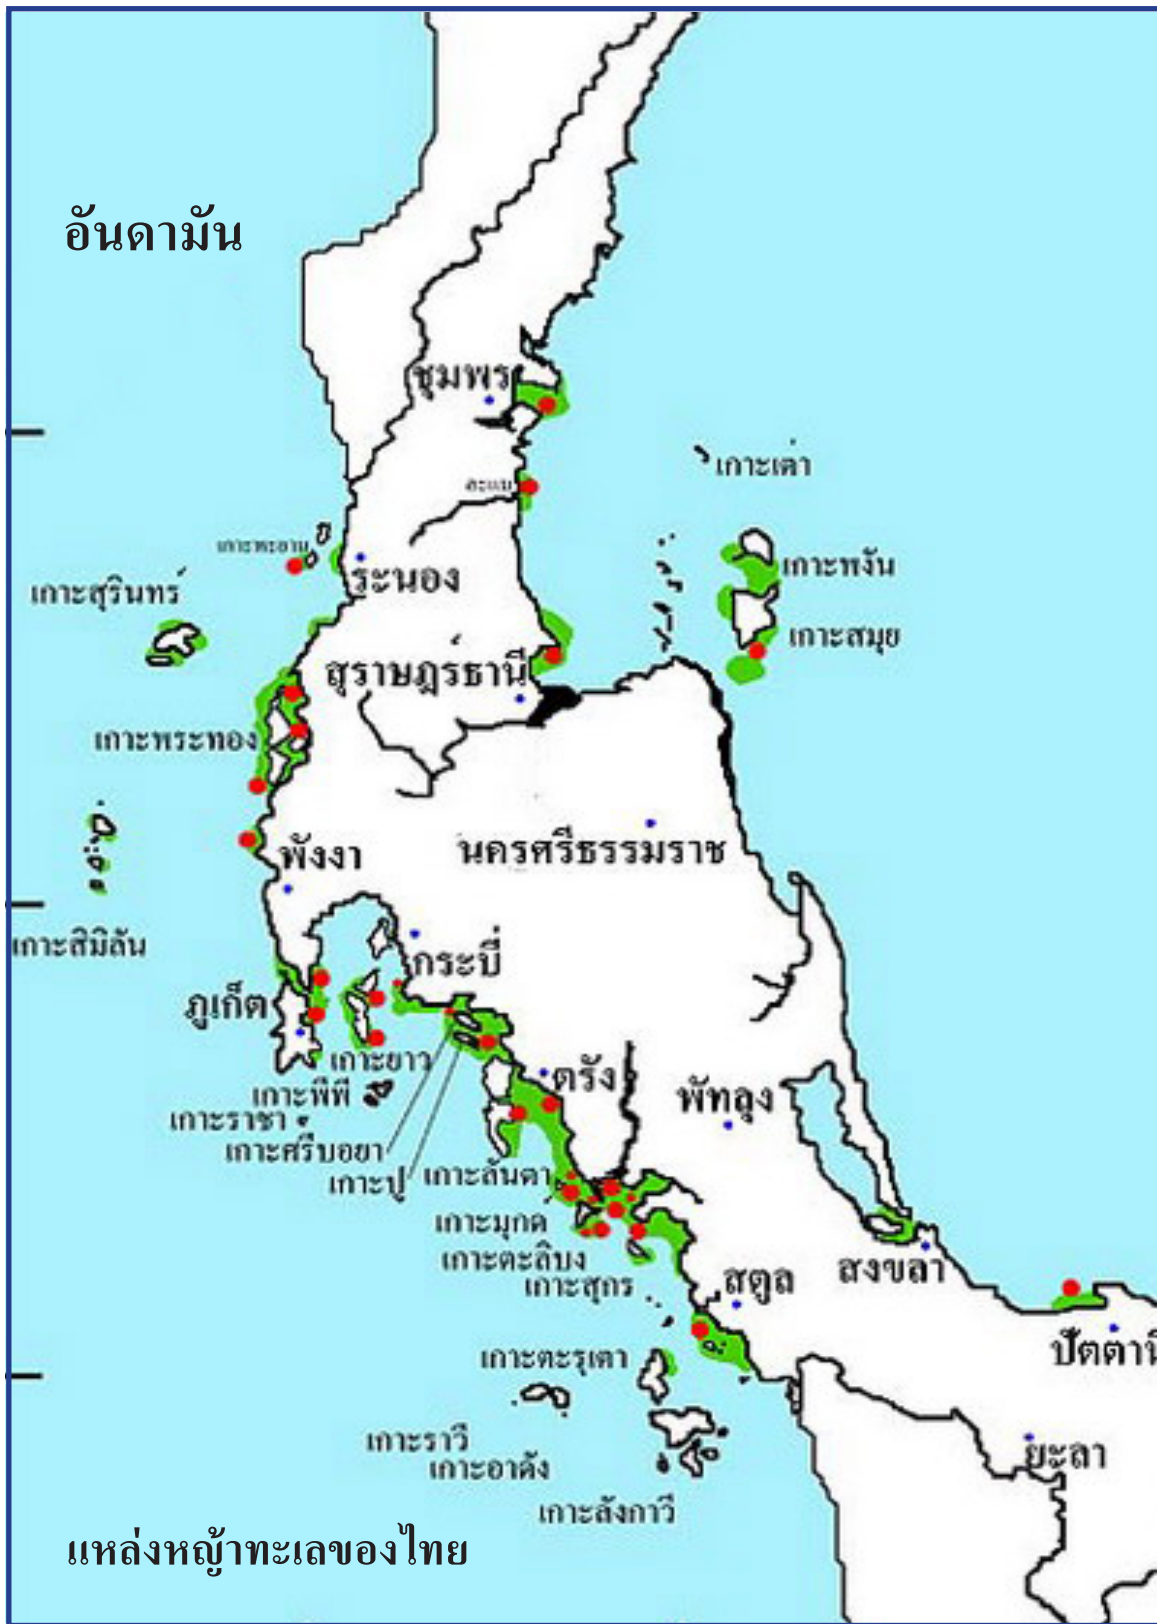 อันดามัน
ชุมพร
เกาะเต่า
ละแม
เกาะพะยาม
เกาะพงัน
ระนอง
เกาะสุรินทร์
เกาะสมุย
สุราษฎร์ธานี
เกาะพระทอง
พังงา
นครศรีธรรมราช
เกาะสิมิลัน
กระบี่
ภูเก็ต
เกาะยาว
ตรัง
เกาะพีพี
พัทลุง
เกาะราชา
เกาะศรีบอยา
เกาะปู
เกาะลันตา
เกาะมุกด
เกาะตะลิบง
สงขลา
เกาะสุกร
สตูล
ปัตตานี
เกาะตะรุเตา
เกาะราวี
ยะลา
เกาะอาดัง
เกาะลังกาวี
แหล่งหญ้าทะเลของไทย